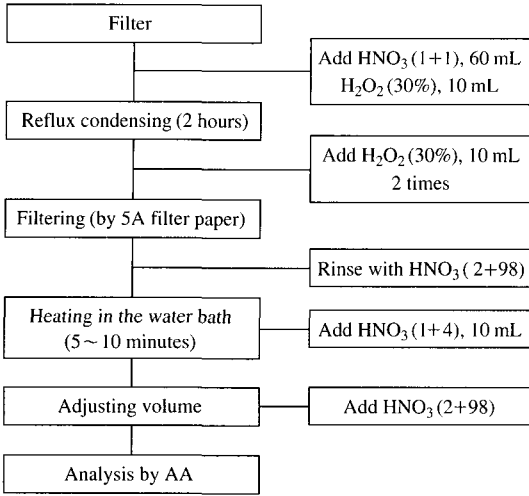 Filter
Add HNO₃(1+1), 60 mL
H₂O₂(30%), 10 mL
Reflux condensing (2 hours)
Add H₂O₂(30%), 10 mL
2 times
Filtering (by 5A filter paper)
Rinse with HNO₃( 2+98)
Heating in the water bath
(5∼10 minutes)
Add HNO₃(1+4), 10 mL
Adjusting volume
Add HNO₃(2+98)
Analysis by AA